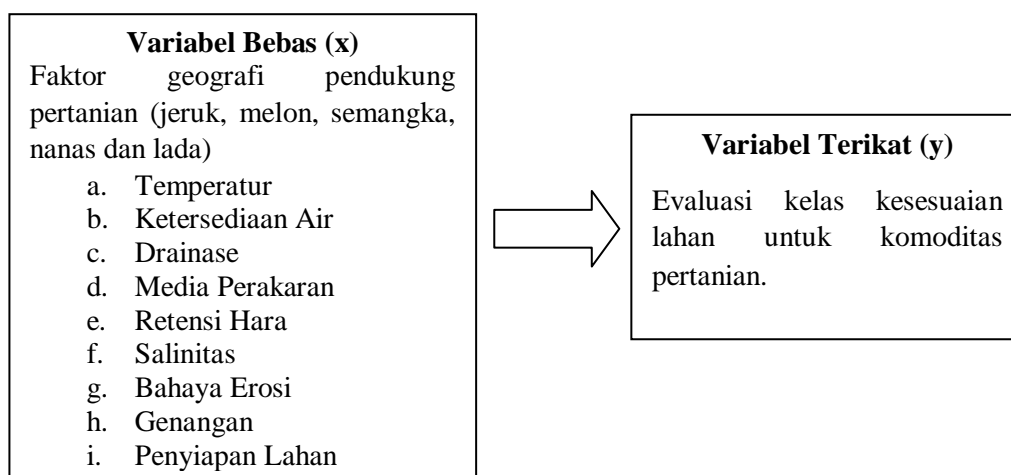 Variabel Bebas (x)
Faktor geografi pendukung
pertanian (jeruk, melon, semangka,
nanas dan lada)
a. Temperatur
b. Ketersediaan Air
c. Drainase
d. Media Perakaran
e. Retensi Hara
f. Salinitas
g. Bahaya Erosi
h. Genangan
i. Penyiapan Lahan
Variabel Terikat (y)
Evaluasi kelas kesesuaian
lahan untuk komoditas
pertanian.